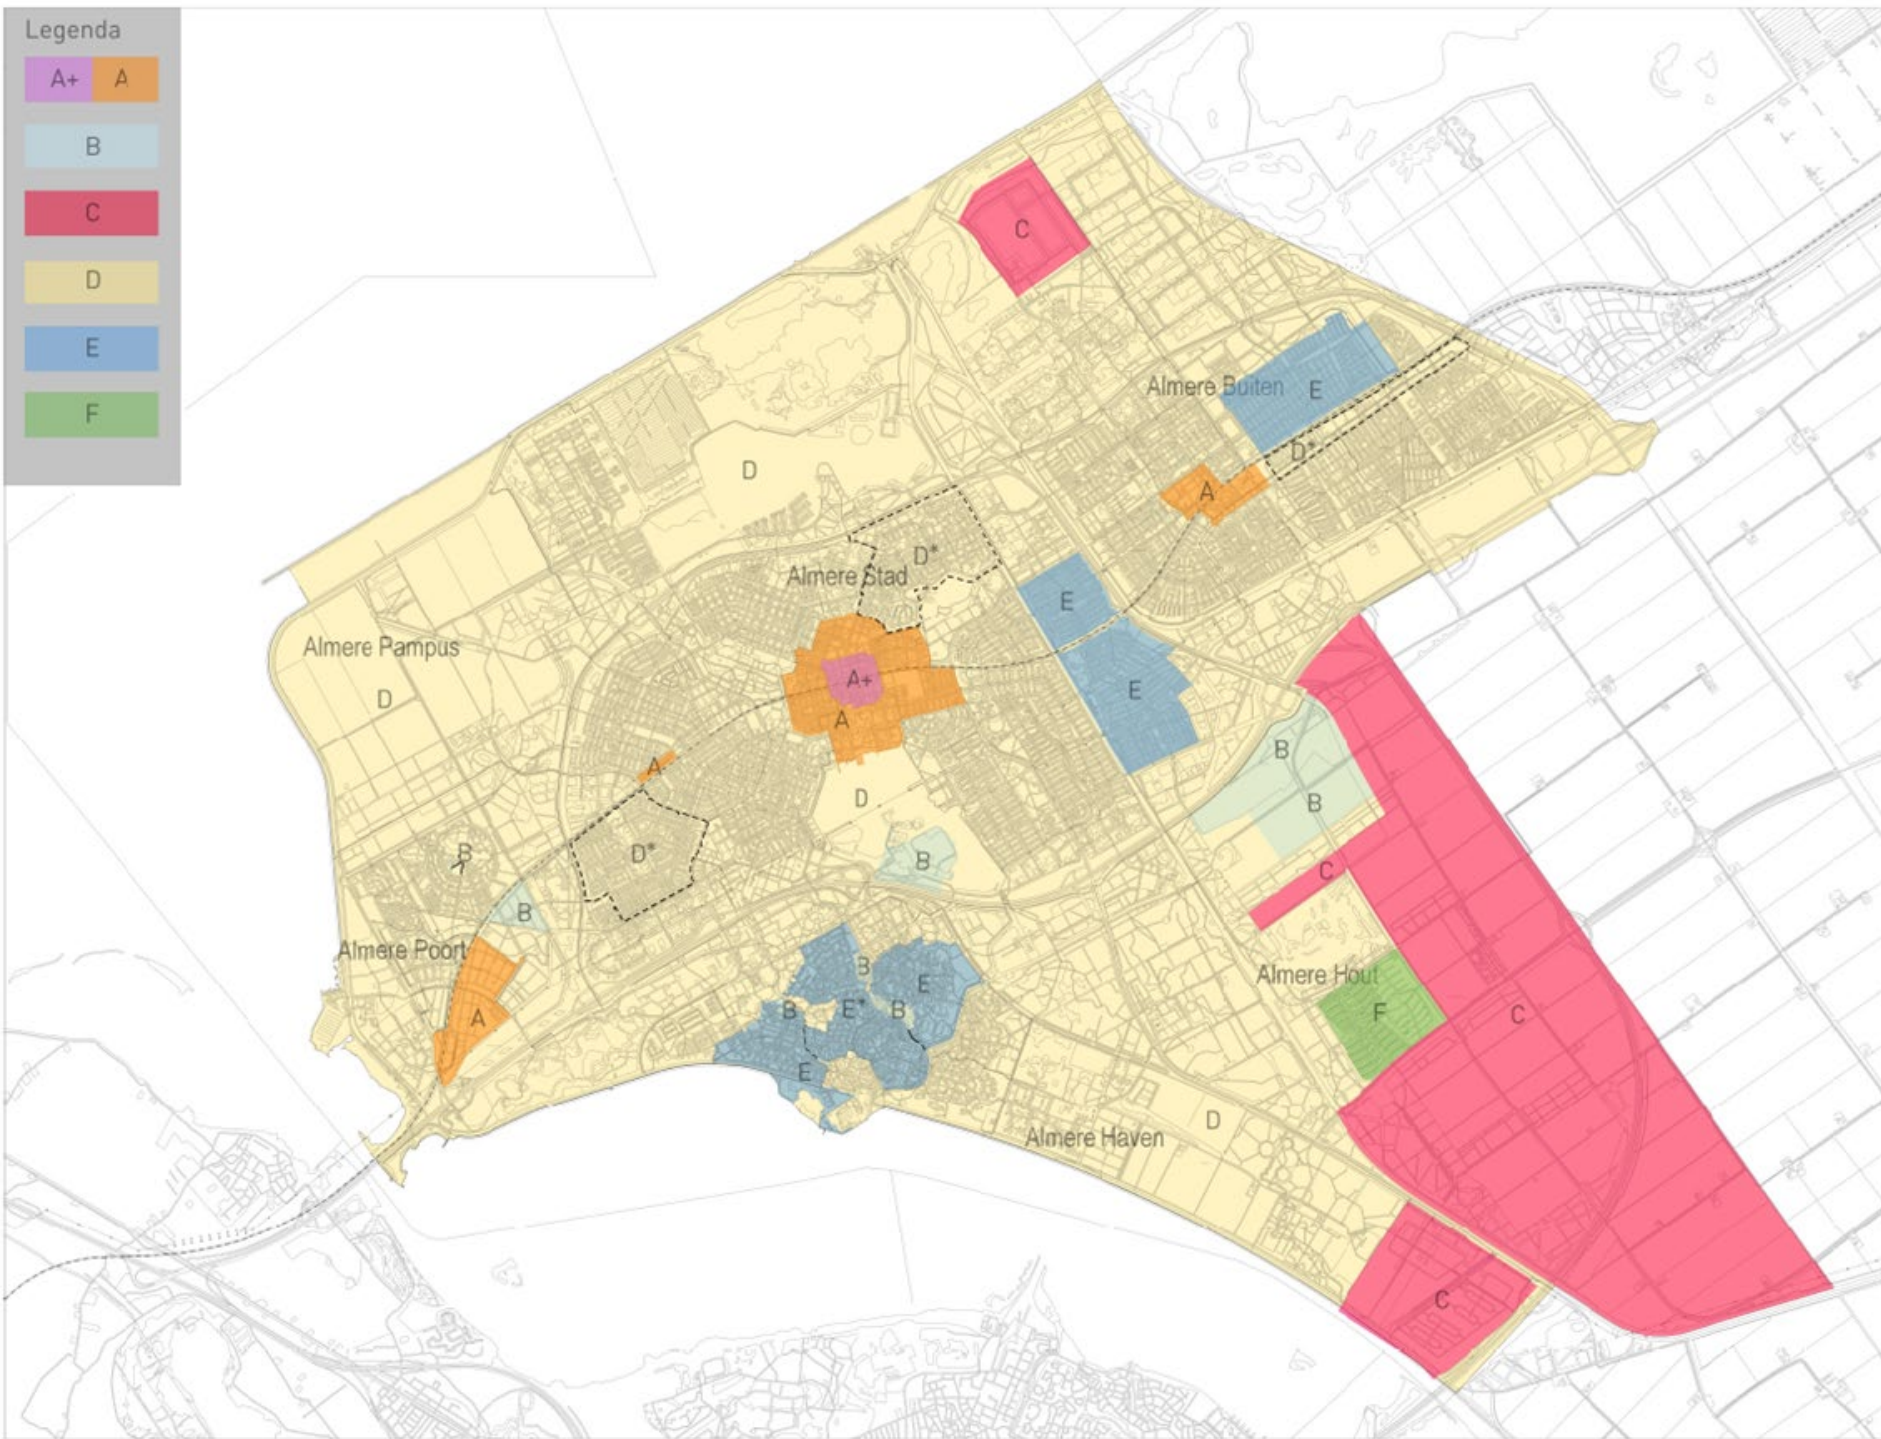 Legenda
A+ A
B
C
D
E
F
C
Almere Buiten
E
D*
D
A
D*
Almere Stad
E
Almere Pampus
A+
D
E
A
B
A
D
B
D*
B
B
C
B
Almere Poort
B
E
Almere Hout
B
E*
B
F
A
C
E
D
Almere Haven
C